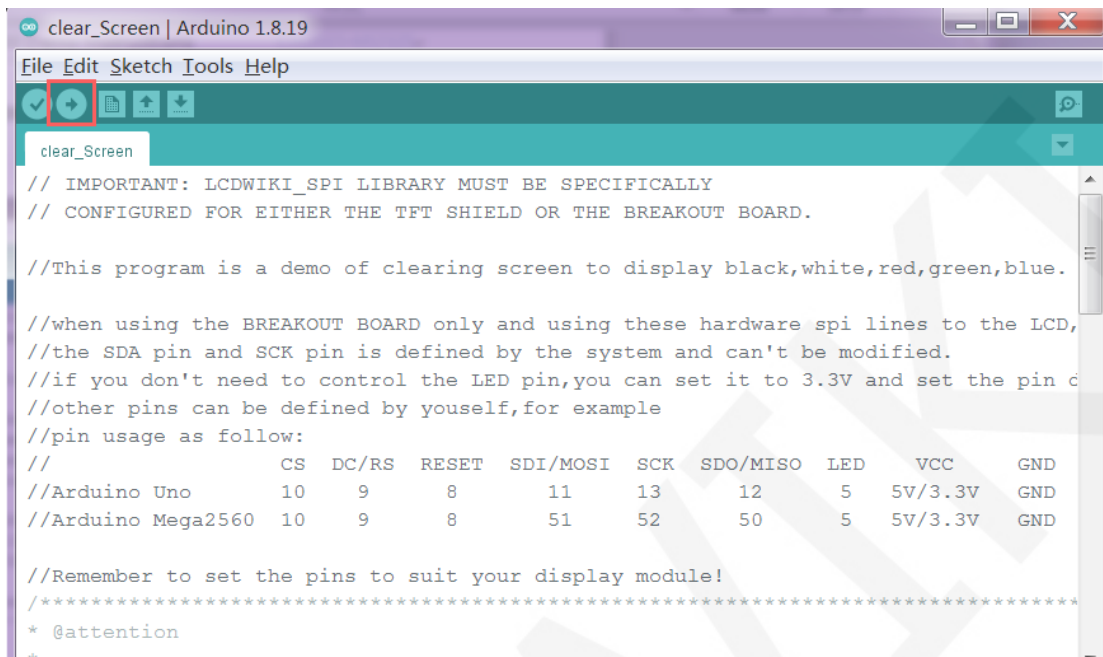 clear_Screen | Arduino 1.8.19
File Edit Sketch Tools Help
clear_Screen
// IMPORTANT: LCDWIKI_SPI LIBRARY MUST BE SPECIFICALLY
// CONFIGURED FOR EITHER THE TFT SHIELD OR THE BREAKOUT BOARD.
//This program is a demo of clearing screen to display black,white,red,green,blue.
//when using the BREAKOUT BOARD only and using these hardware spi lines to the LCD,
//the SDA pin and SCK pin is defined by the system and can't be modified.
//if you don't need to control the LED pin,you can set it to 3.3V and set the pin d
//other pins can be defined by youself,for example
//pin usage as follow:
// CS DC/RS RESET SDI/MOSI SCK SDO/MISO LED VCC GND
//Arduino Uno 10 9 8 11 13 12 5 5V/3.3V GND
//Arduino Mega2560 10 9 8 51 52 50 5 5V/3.3V GND
//Remember to set the pins to suit your display module!
/***********************************************************************************
* @attention
*